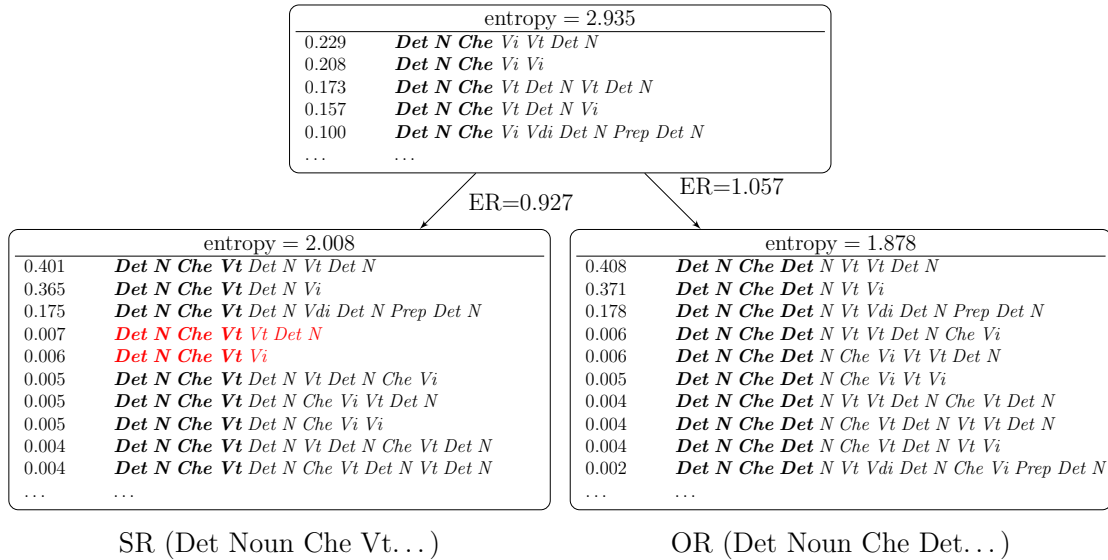 entropy = 2.935
0.229 Det N Che Vi Vt Det N
0.208 Det N Che Vi Vi
0.173 Det N Che Vt Det N Vt Det N
0.157 Det N Che Vt Det N Vi
0.100 Det N Che Vi Vdi Det N Prep Det N
... ...
ER=0.927
ER=1.057
entropy = 2.008
0.401 Det N Che Vt Det N Vt Det N
0.365 Det N Che Vt Det N Vi
0.175 Det N Che Vt Det N Vdi Det N Prep Det N
0.007 Det N Che Vt Vt Det N
0.006 Det N Che Vt Vi
0.005 Det N Che Vt Det N Vt Det N Che Vi
0.005 Det N Che Vt Det N Che Vi Vt Det N
0.005 Det N Che Vt Det N Che Vi Vi
0.004 Det N Che Vt Det N Vt Det N Che Vt Det N
0.004 Det N Che Vt Det N Che Vt Det N Vt Det N
... ...
SR (Det Noun Che Vt...)
entropy = 1.878
0.408 Det N Che Det N Vt Vt Det N
0.371 Det N Che Det N Vt Vi
0.178 Det N Che Det N Vt Vdi Det N Prep Det N
0.006 Det N Che Det N Vt Vt Det N Che Vi
0.006 Det N Che Det N Che Vi Vt Vt Det N
0.005 Det N Che Det N Che Vi Vt Vi
0.004 Det N Che Det N Vt Vt Det N Che Vt Det N
0.004 Det N Che Det N Che Vt Det N Vt Vt Det N
0.004 Det N Che Det N Che Vt Det N Vt Vi
0.002 Det N Che Det N Vt Vdi Det N Che Vi Prep Det N
... ...
OR (Det Noun Che Det...)